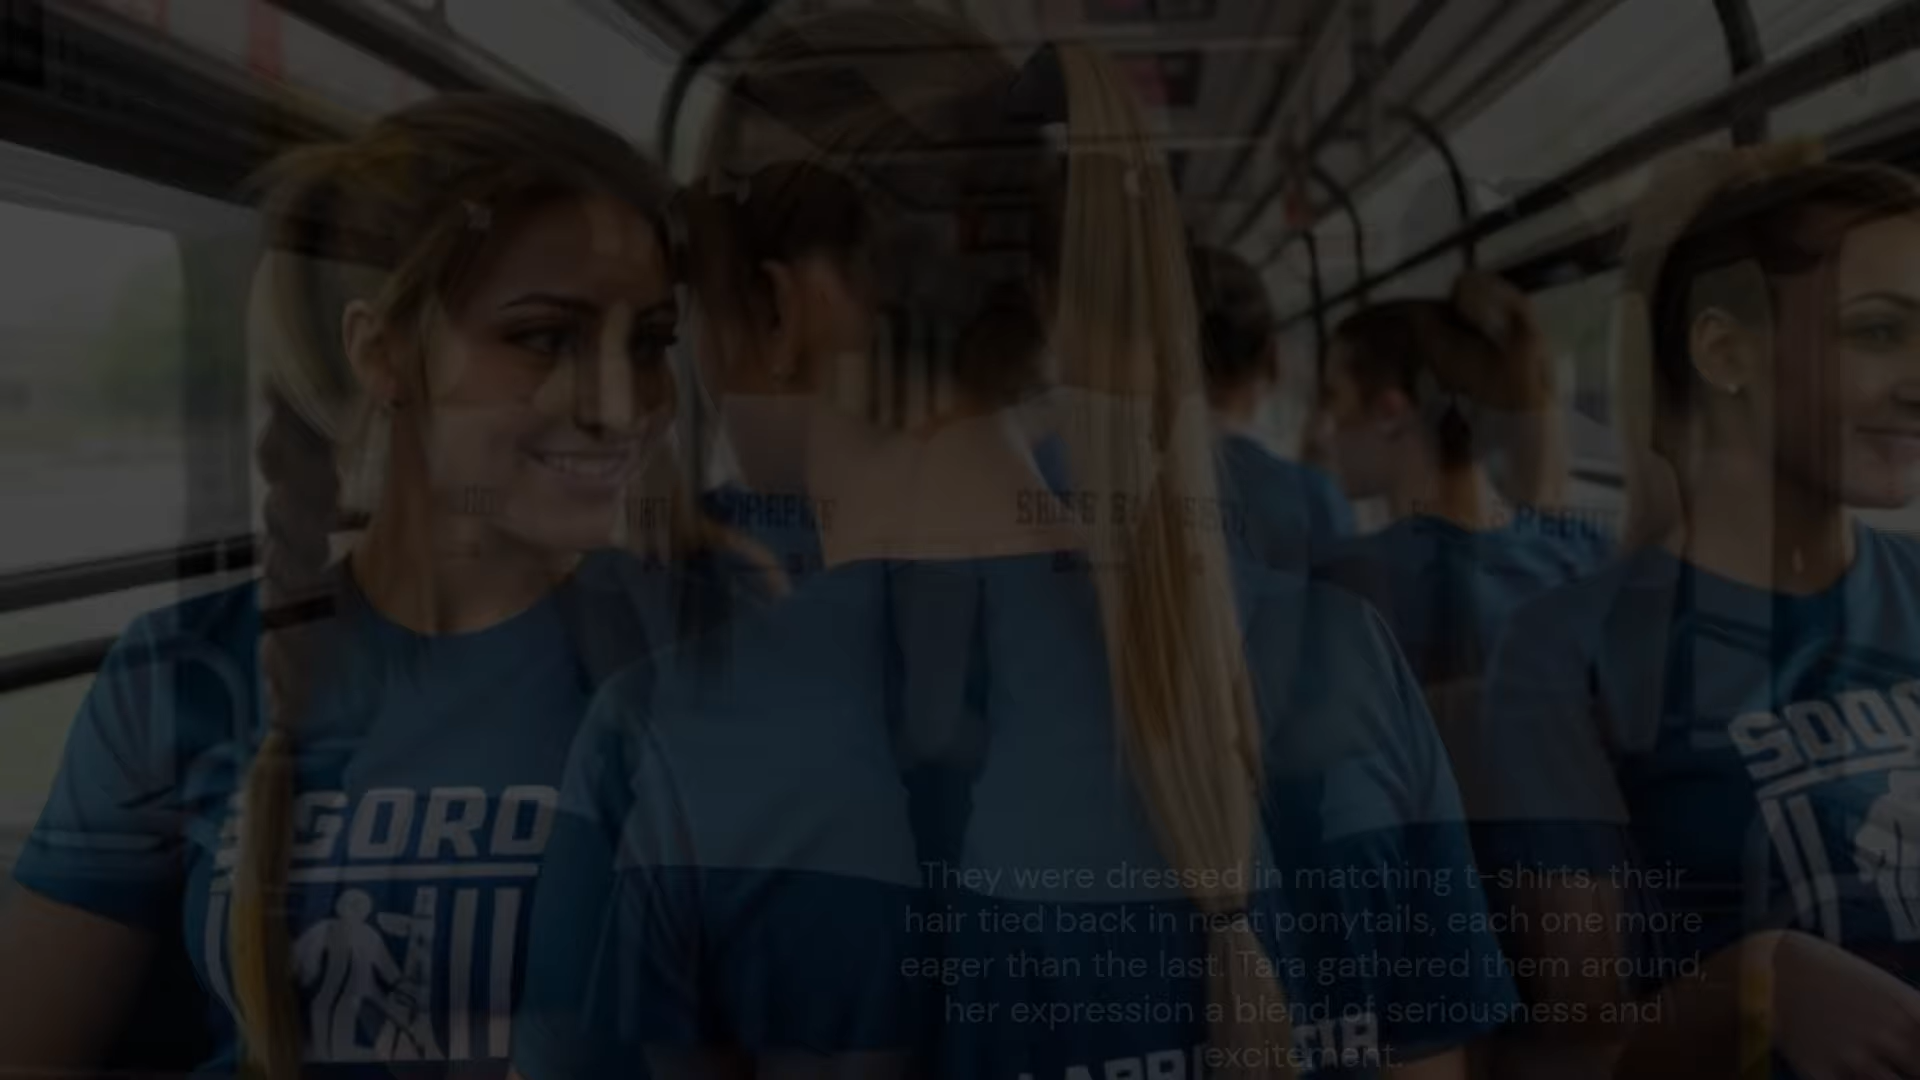 SGORD
They were dressed in matching t-shirts, their
hair tied back in neat ponytails, each one more
eager than the last. Tara gathered them around,
her expression a blend of seriousness and
excitement.